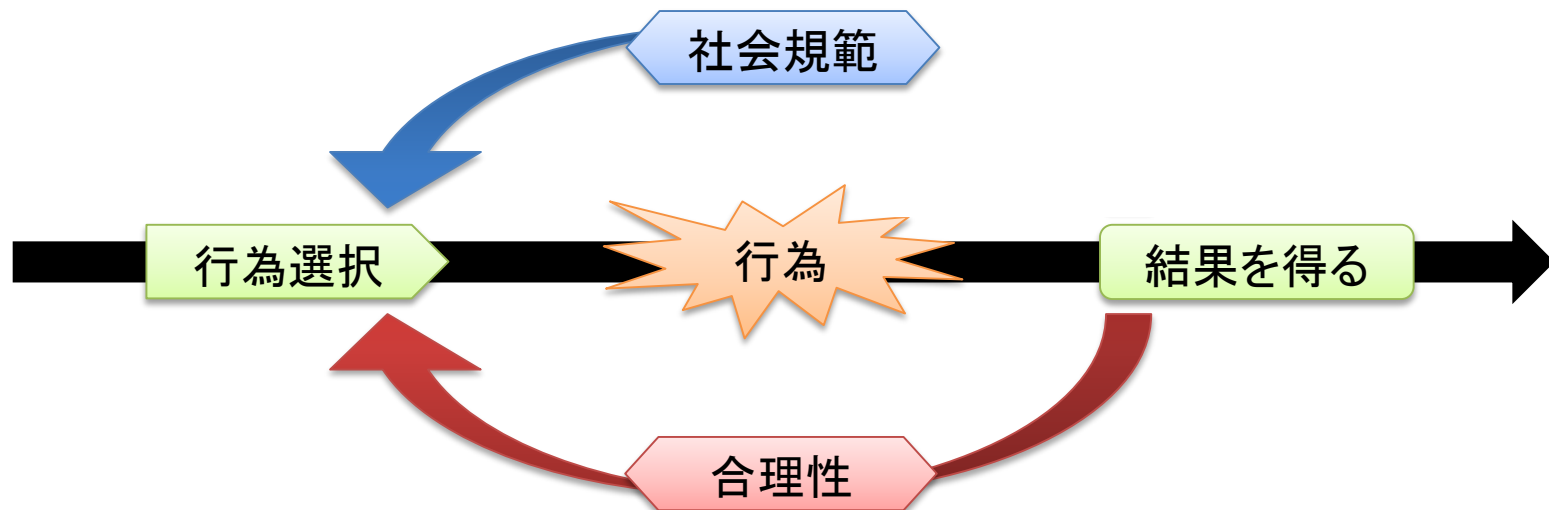 社会規範
行為選択
行為
結果を得る
合理性